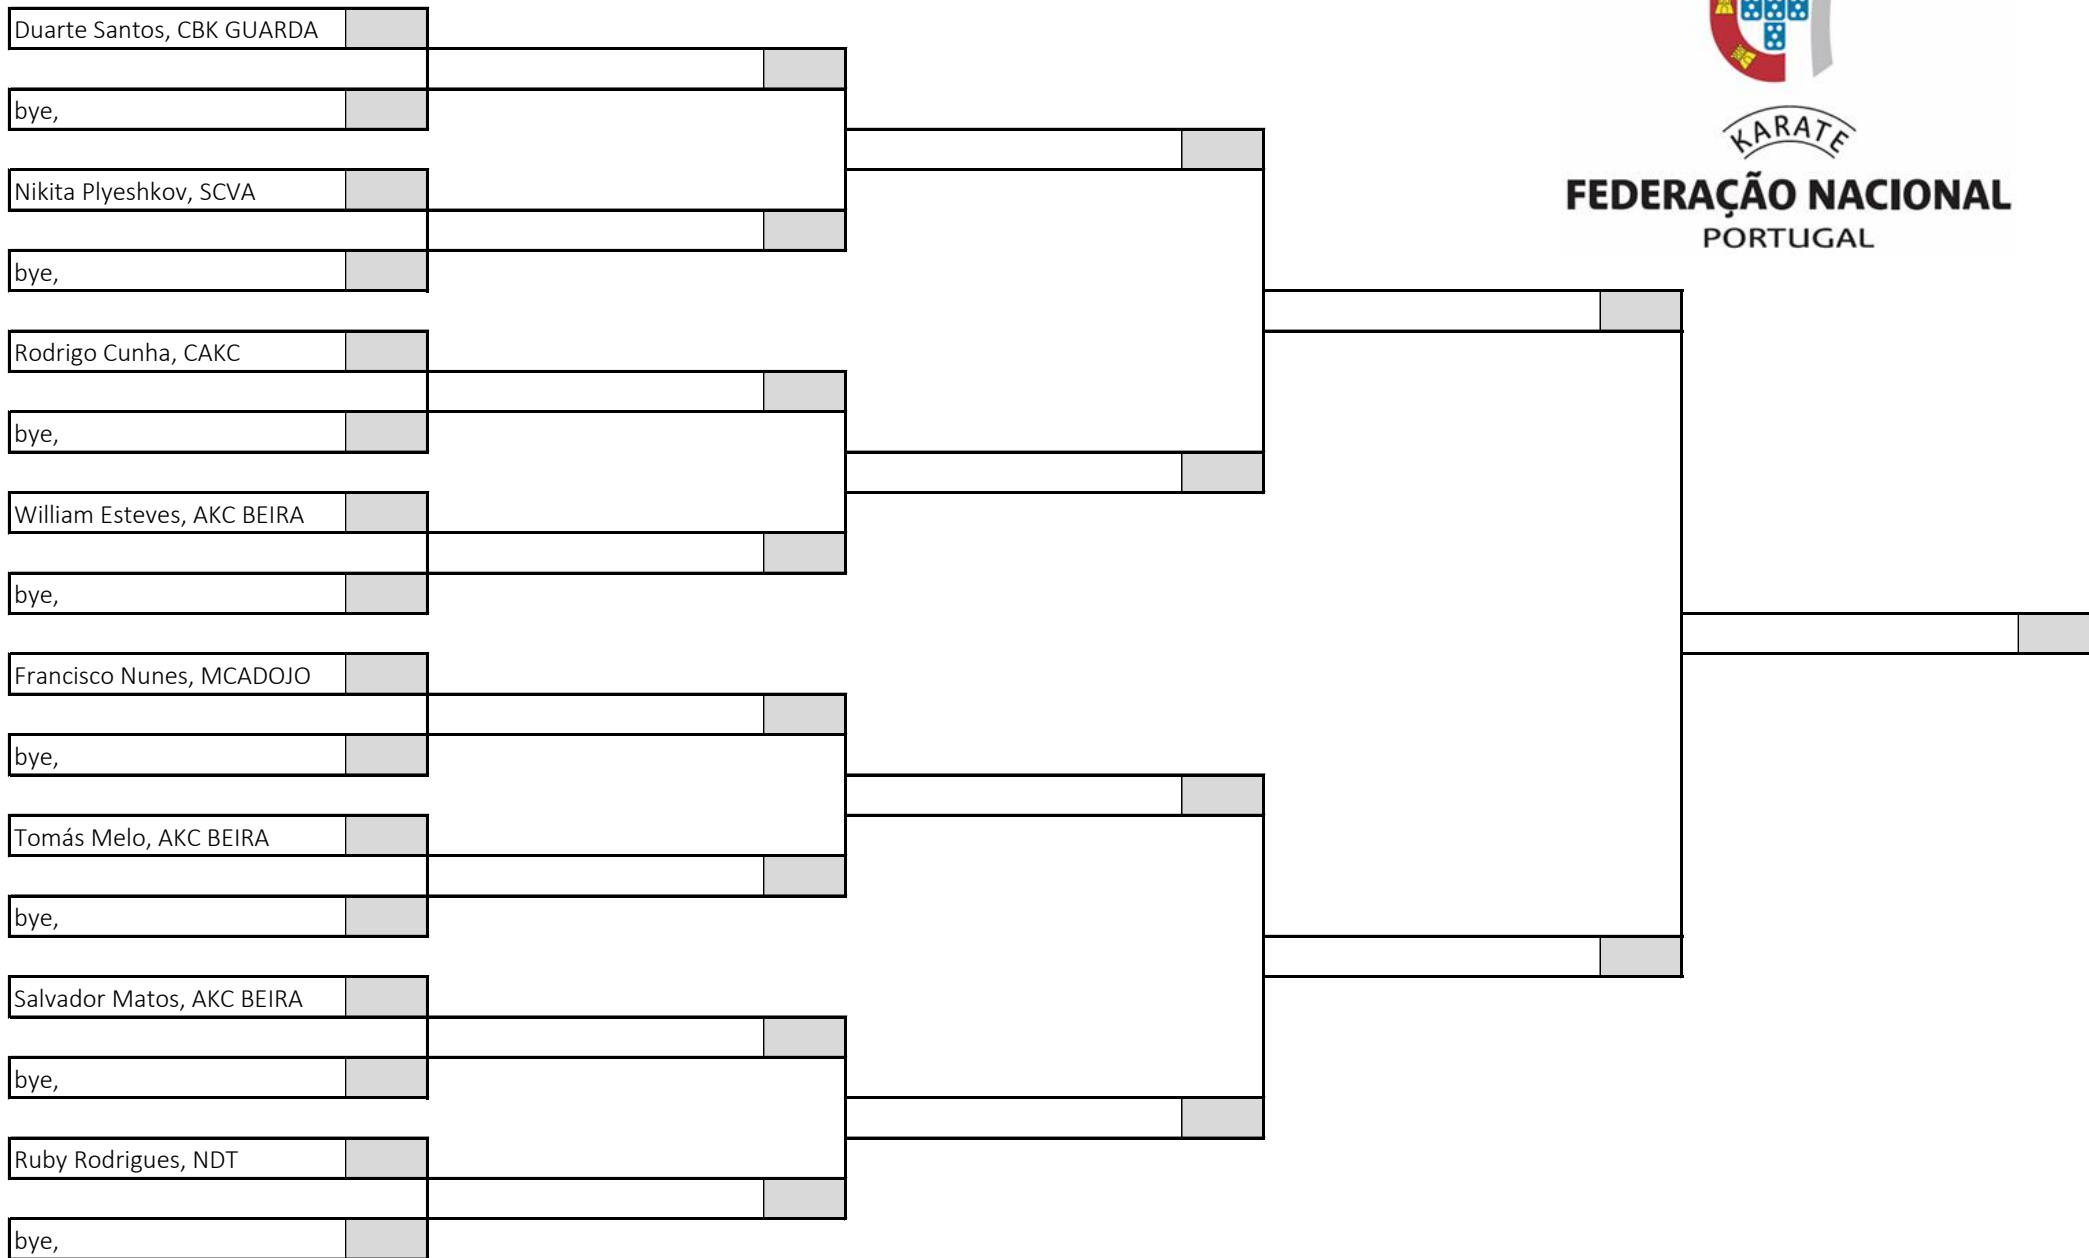 Duarte Santos, CBK GUARDA
bye,
Nikita Plyeshkov, SCVA
bye,
Rodrigo Cunha, CAKC
bye,
William Esteves, AKC BEIRA
bye,
Francisco Nunes, MCADOJO
bye,
Tomás Melo, AKC BEIRA
bye,
Salvador Matos, AKC BEIRA
bye,
Ruby Rodrigues, NDT
bye,
KARATE
FEDERAÇÃO NACIONAL
PORTUGAL